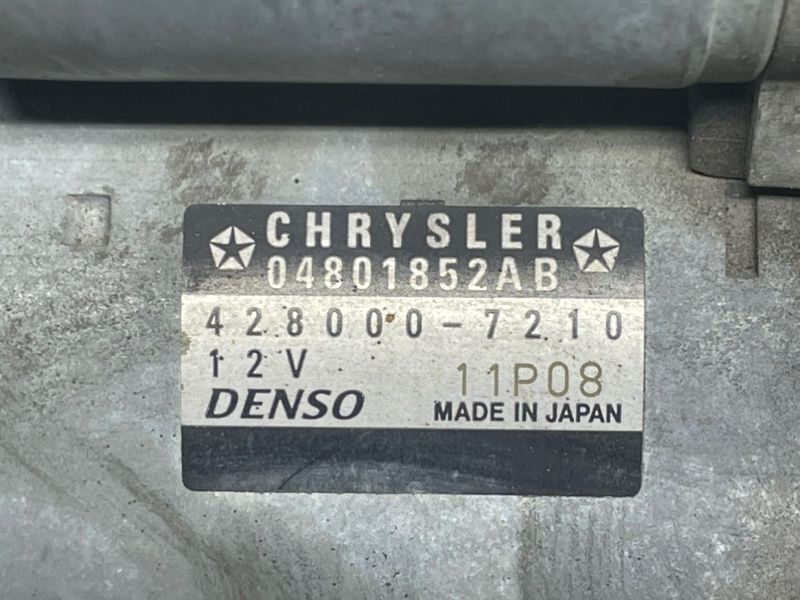 CHRYSLER
04801852AB
428000-7210
12V
11P08
DENSO
MADE IN JAPAN